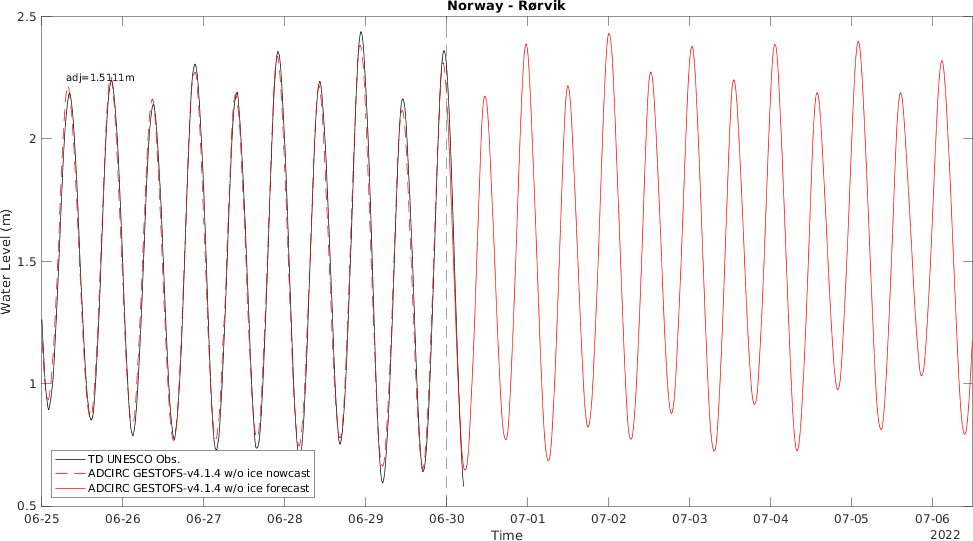 Norway - Rørvik
2.5
adj=1.5111m
2
1.5
Water Level (m)
1
TD UNESCO Obs.
ADCIRC GESTOFS-v4.1.4 w/o ice nowcast
ADCIRC GESTOFS-v4.1.4 w/o ice forecast
0.5
06-25 06-26 06-27 06-28 06-29 06-30 07-01 07-02 07-03 07-04 07-05 07-06
Time
2022